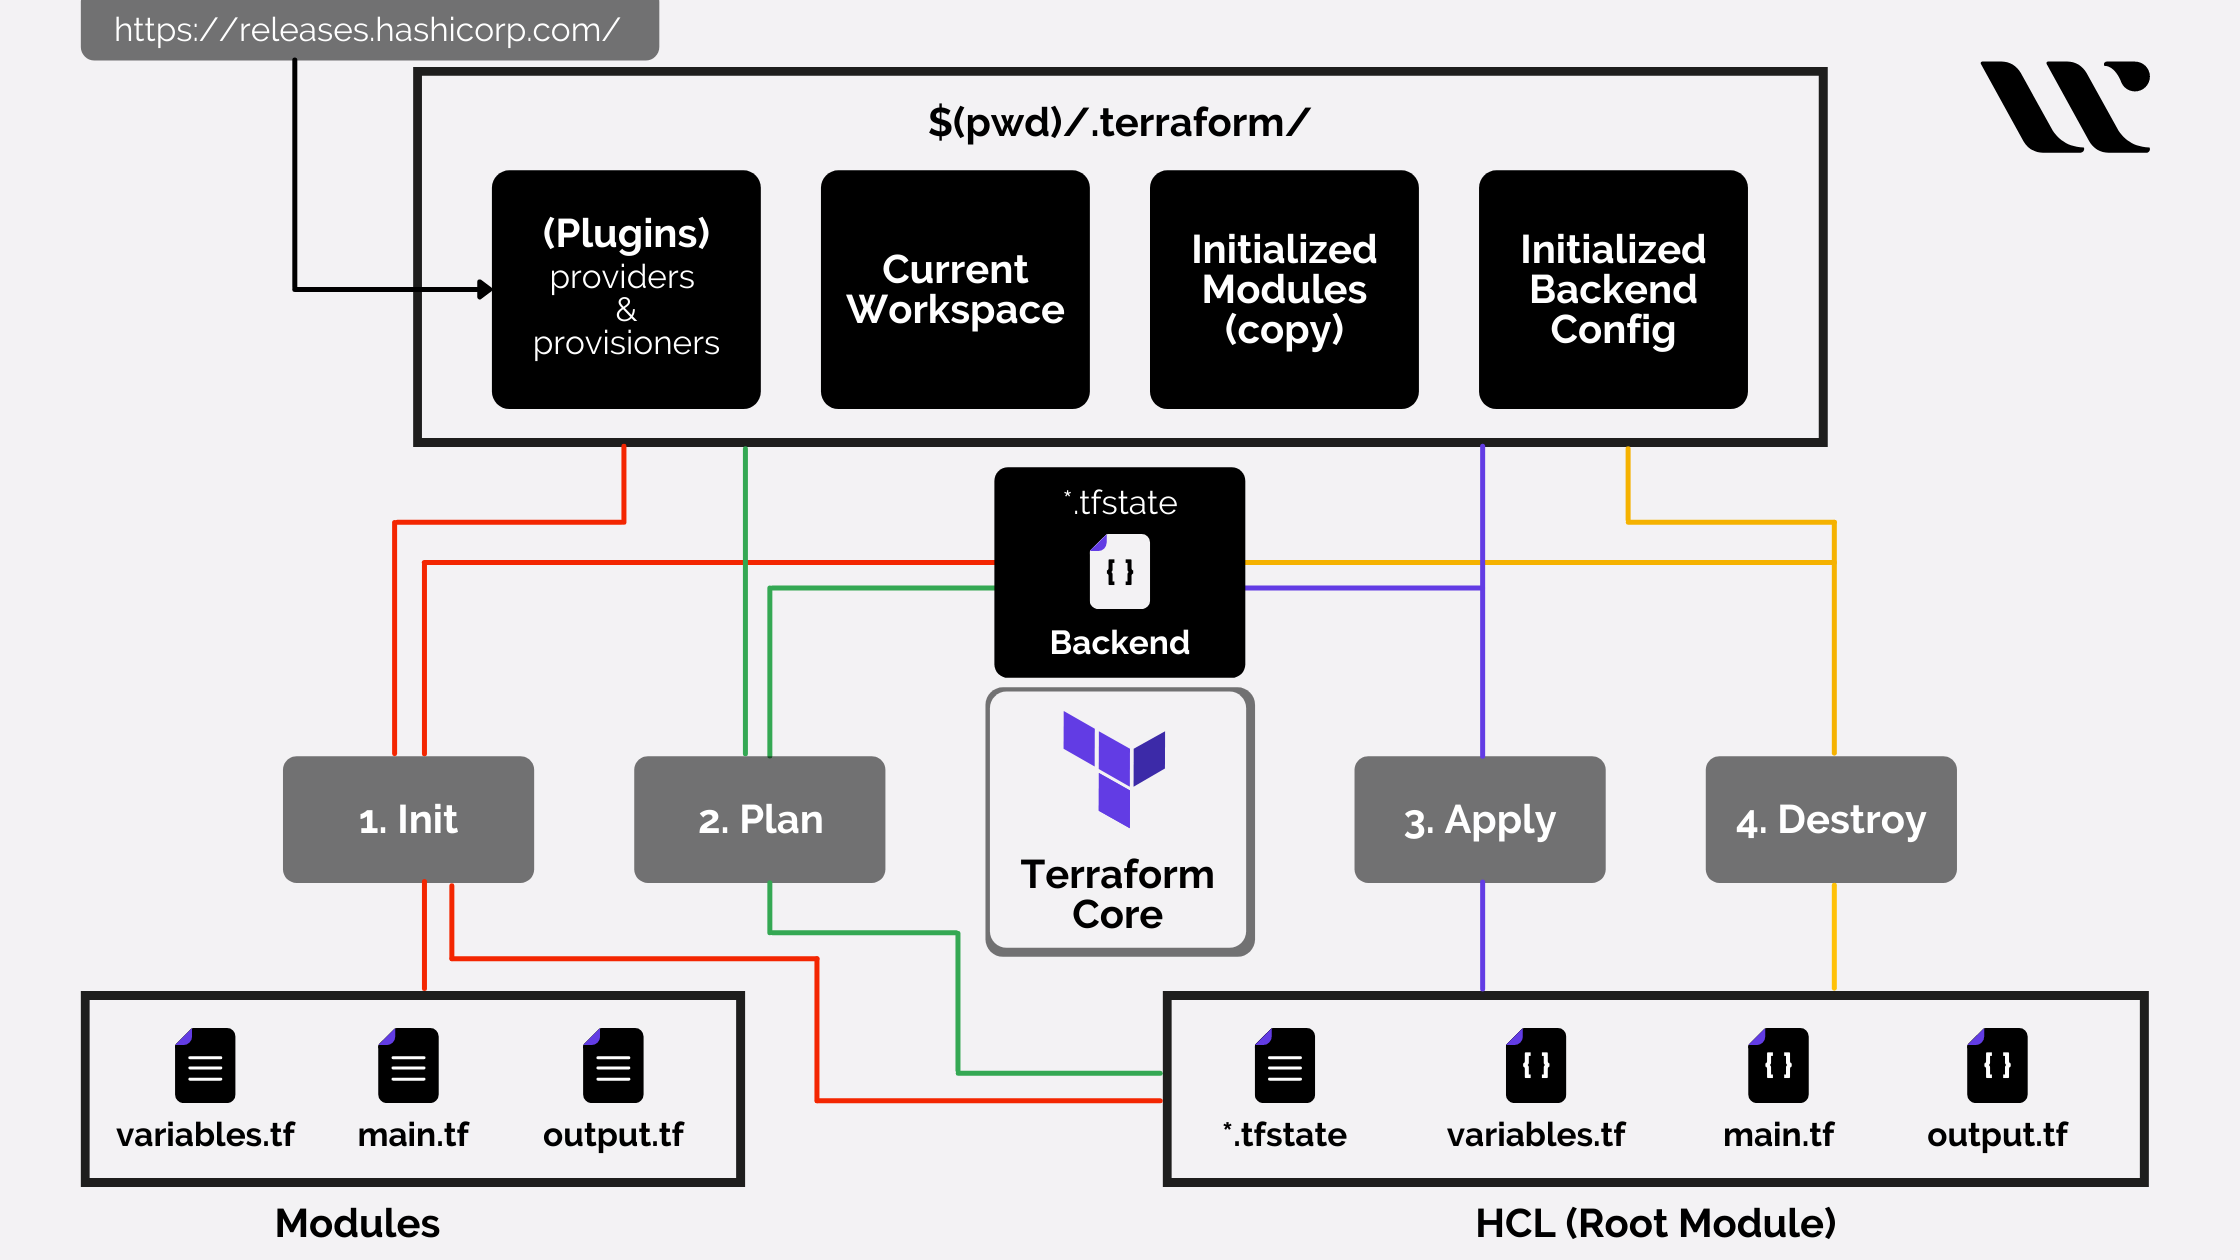 https://releases.hashicorp.com/
$(pwd)/.terraform/
(Plugins)
providers
&
provisioners
Current
Workspace
Initialized
Modules
(copy)
Initialized
Backend
Config
*.tfstate
{ }
Backend
1. Init
2. Plan
Terraform
Core
3. Apply
4. Destroy
variables.tf
main.tf
output.tf
Modules
{ }
{ }
{ }
*.tfstate
variables.tf
main.tf
output.tf
HCL (Root Module)